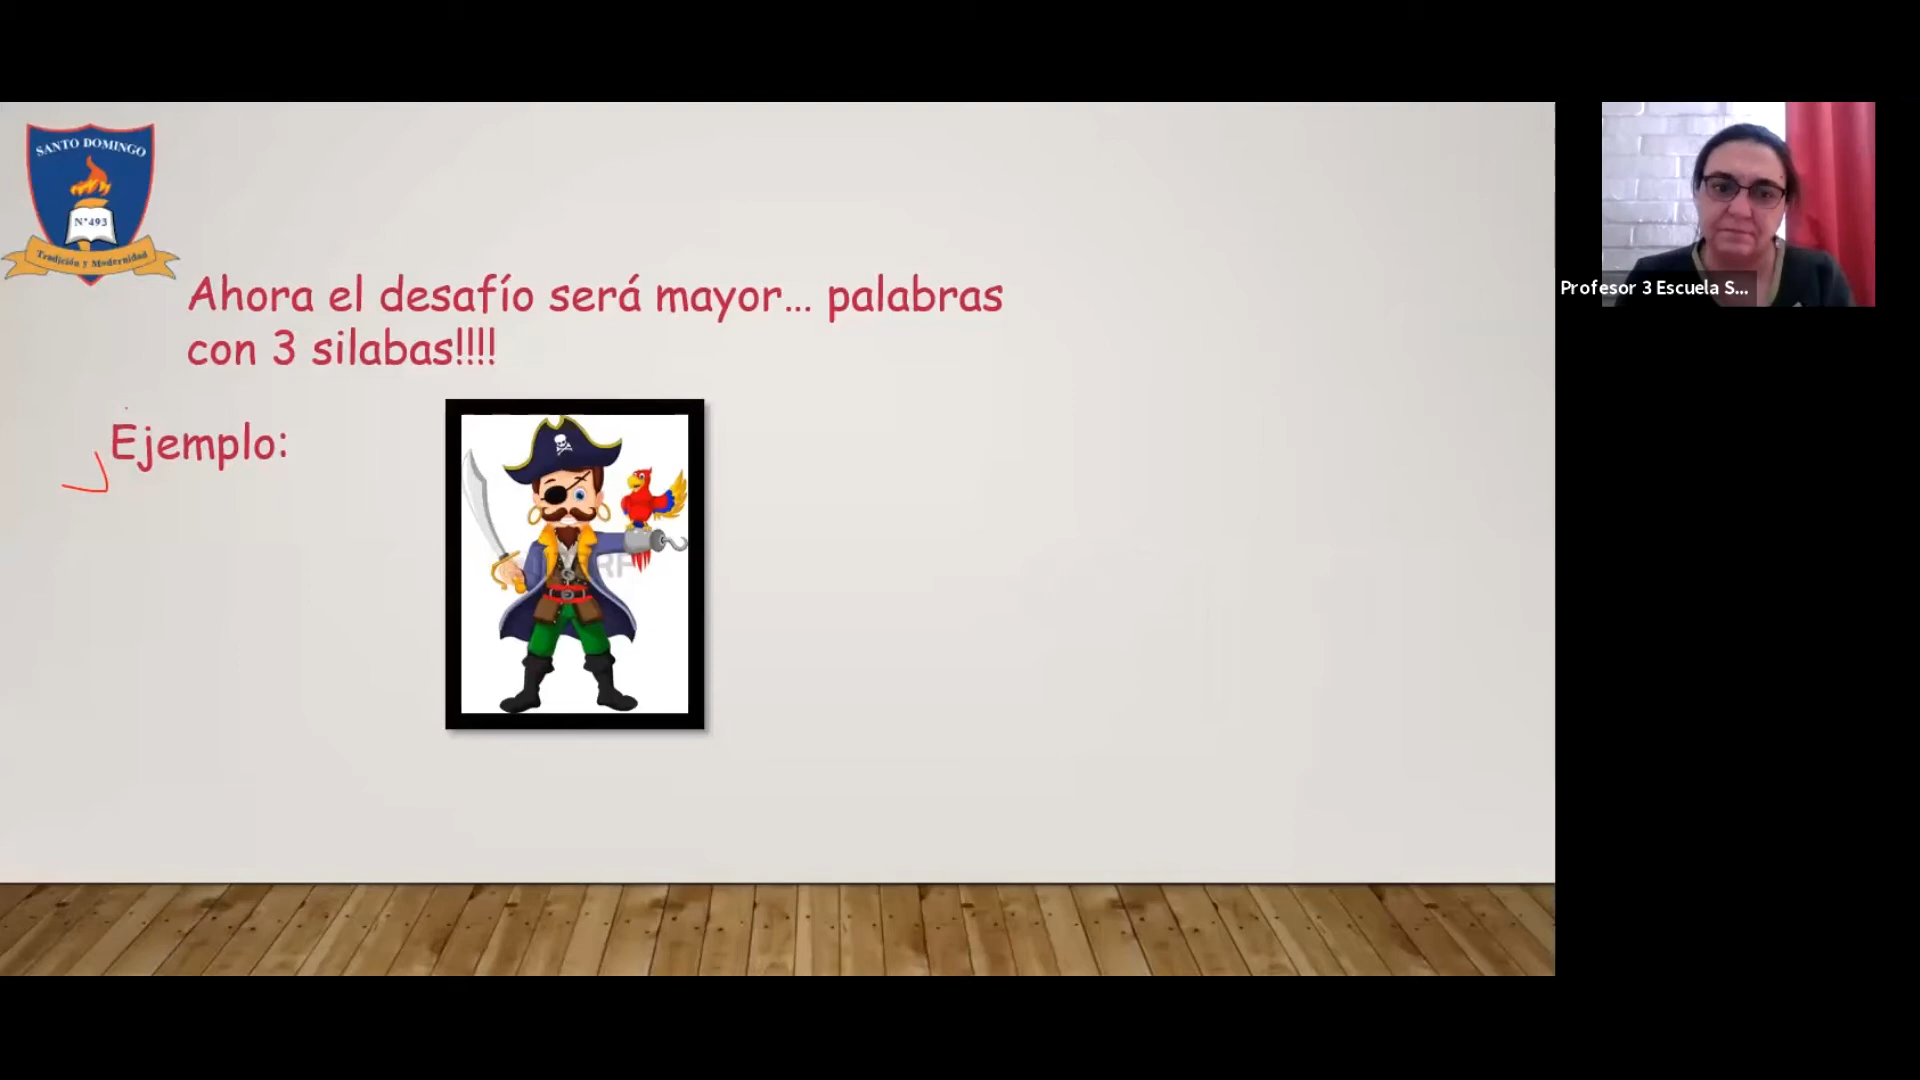 SANTO DOMINGO
N°493
Tradición y Modernidad
Ahora el desafío será mayor... palabras
con 3 silabas!!!!
Ejemplo:
Profesor 3 Escuela S...